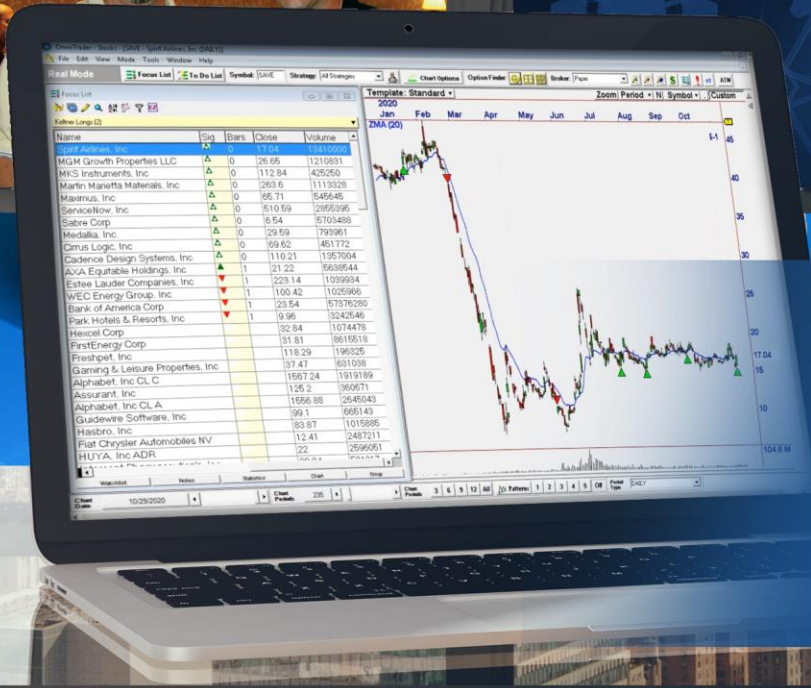 OmniTrader - Stocks - [SAVE - Spirit Airlines, Inc (DAILY)]
File Edit View Mode Tools Window Help
Real Mode Focus List To Do List Symbol: SAVE Strategy: All Strategies Chart Options Option Finder: Broker: Paper ATM
Focus List
Kellner Longs (2)
Name Sig Bars Close Volume
Spirit Airlines, Inc 0 17.04 13410000
MGM Growth Properties LLC 0 26.65 1210831
MKS Instruments, Inc 0 112.84 425250
Martin Marietta Materials, Inc 0 263.6 1113328
Maximus, Inc 0 65.71 545645
ServiceNow, Inc 0 510.59 2855395
Sabre Corp 0 6.54 5703488
Medallia, Inc. 0 29.59 793961
Cirrus Logic, Inc 0 69.62 451772
Cadence Design Systems, Inc 0 110.21 1357004
AXA Equitable Holdings, Inc 1 21.22 5638544
Estee Lauder Companies, Inc 1 223.14 1039934
WEC Energy Group, Inc 1 100.42 1025966
Bank of America Corp 1 23.54 57376280
Park Hotels & Resorts, Inc 1 9.96 3242546
Hexcel Corp 32.84 1074478
FirstEnergy Corp 31.81 8615518
Freshpet, Inc 118.29 196325
Gaming & Leisure Properties, Inc 37.47 631038
Alphabet, Inc CL C 1567.24 1919189
Assurant, Inc 125.2 360671
Alphabet, Inc CL A 1556.88 2645043
Guidewire Software, Inc 99.1 665143
Hasbro, Inc 83.87 1015885
Fiat Chrysler Automobiles NV 12.41 2487211
HUYA, Inc ADR 22 2596051
WatchList Notes Statistics Chart Group
Chart Date: 10/29/2020 Chart Periods 235
Template: Standard Zoom Period N Symbol Custom
2020
Jan Feb Mar Apr May Jun Jul Aug Sep Oct
ZMA (20)
$-1
45
40
35
30
25
20
17.04
15
10
104.6 M
Chart Periods 3 6 9 12 All Patterns 1 2 3 4 5 Off Period Type DAILY